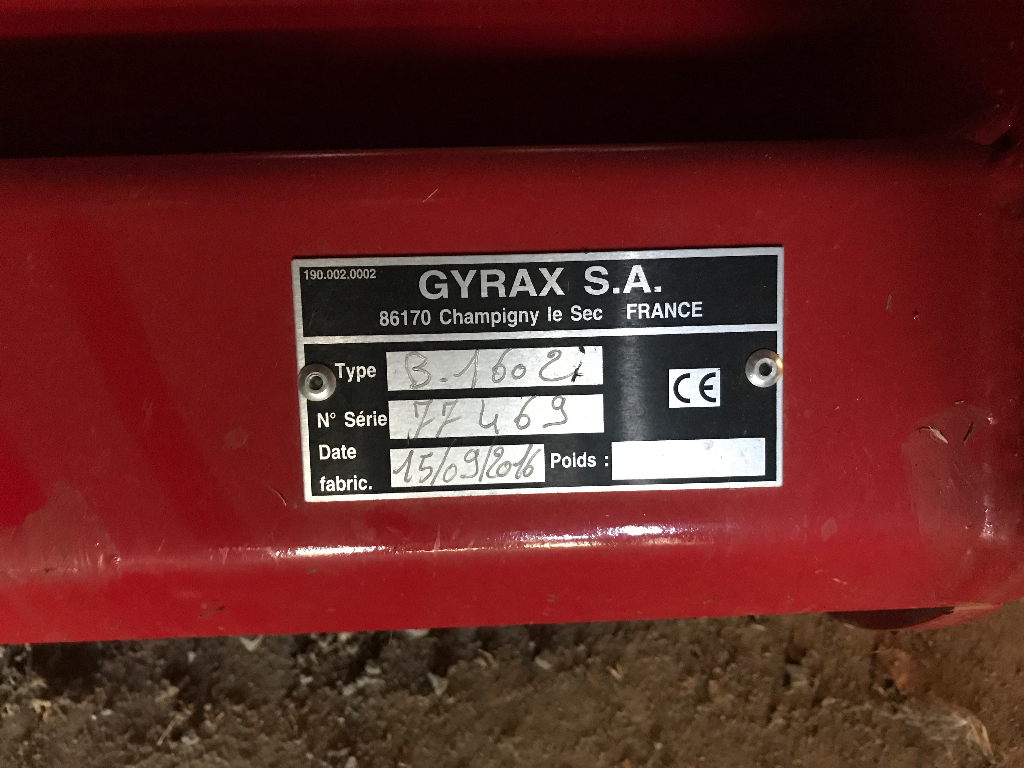 190.002.0002
GYRAX S.A.
86170 Champigny le Sec FRANCE
Type B.1602i
CE
N° Série 77469
Date
fabric. 15/09/2016 Poids :